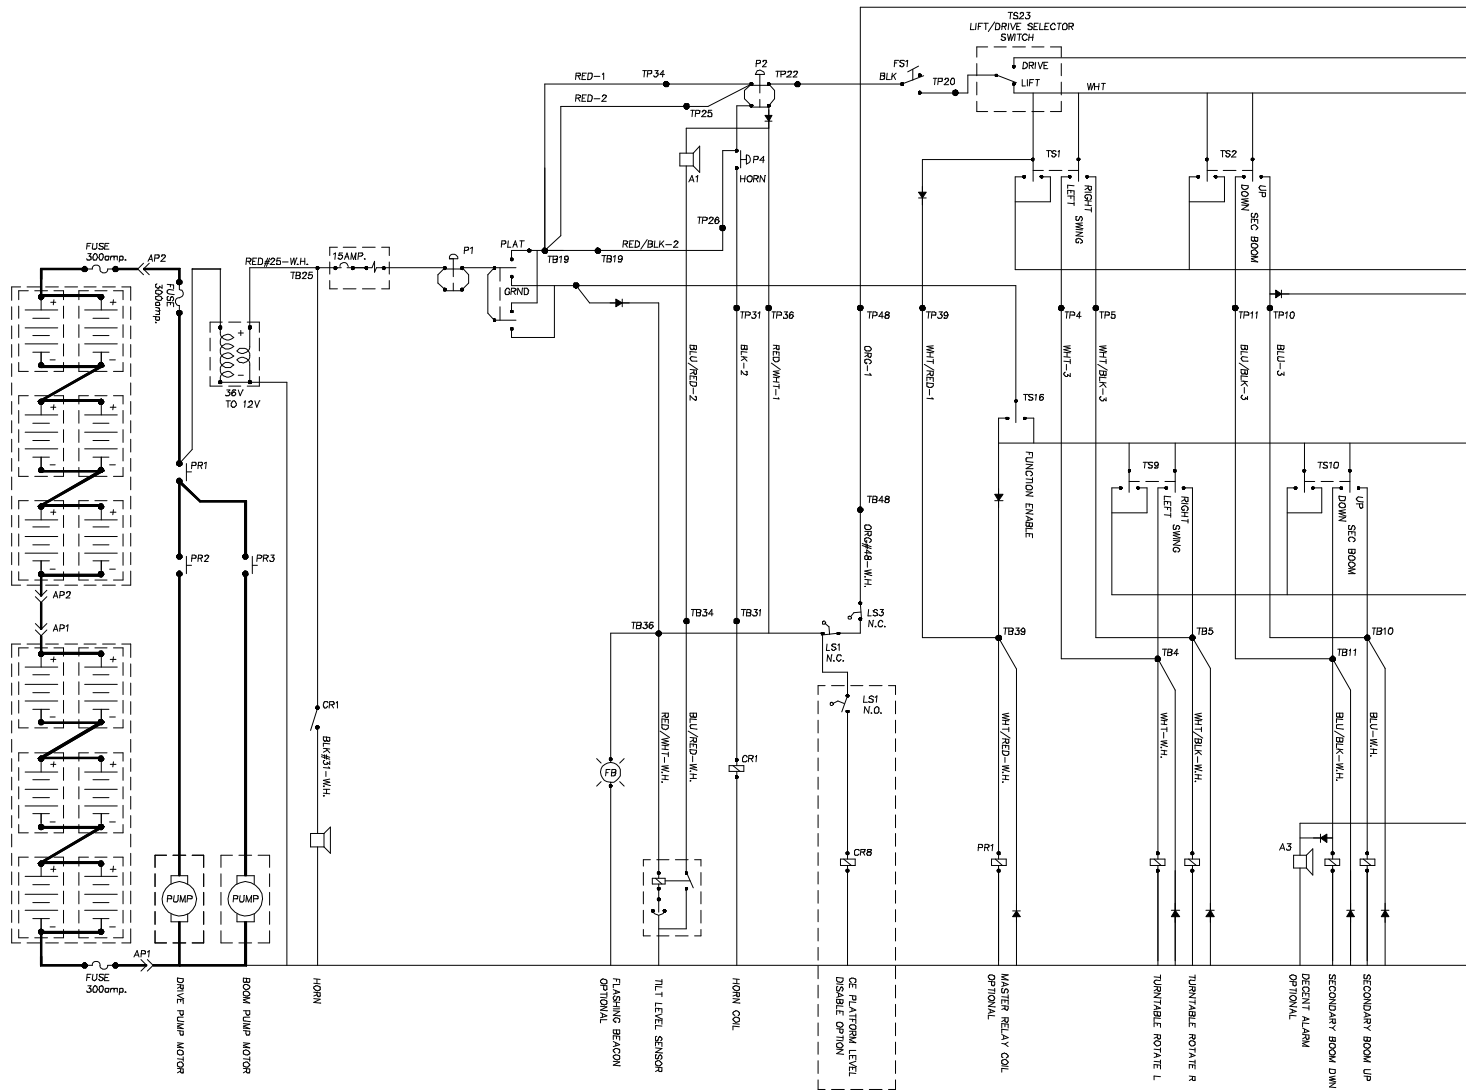 TS23
LIFT/DRIVE SELECTOR
SWITCH
P2
FS1
DRIVE
RED-1
TP34
TP22
BLK
TP20
LIFT
WHT
RED-2
TP25
P4
HORN
A1
TS1
TS2
RIGHT
LEFT SWING
UP
DOWN SEC BOOM
TP26
FUSE
300amp.
AP2
RED#25-W.H.
TB25
15AMP.
P1
PLAT
TB19
TB19
RED/BLK-2
GRND
FUSE
300amp.
+
+
-
-
+
-
36V
TO 12V
TP31
TP36
TP48
TP39
TP4
TP5
TP11
TP10
BLU/RED-2
BLK-2
RED/WHT-1
ORG-1
WHT/RED-1
WHT-3
WHT/BLK-3
BLU/BLK-3
BLU-3
+
+
-
-
TS16
FUNCTION ENABLE
PR1
TS9
TS10
RIGHT
LEFT SWING
UP
DOWN SEC BOOM
+
+
-
-
TB48
ORG#48-W.H.
PR2
PR3
AP2
AP1
TB36
TB34
TB31
LS3
N.C.
LS1
N.C.
TB39
TB4
TB5
TB11
TB10
+
+
-
-
CR1
BLK#31-W.H.
LS1
N.O.
RED/WHT-W.H.
BLU/RED-W.H.
WHT/RED-W.H.
WHT-W.H.
WHT/BLK-W.H.
BLU/BLK-W.H.
BLU-W.H.
+
+
-
-
FB
CR1
CR8
PR1
A3
+
+
-
-
PUMP
PUMP
AP1
FUSE
300amp.
DRIVE PUMP MOTOR
BOOM PUMP MOTOR
HORN
FLASHING BEACON
OPTIONAL
TILT LEVEL SENSOR
HORN COIL
CE PLATFORM LEVEL
DISABLE OPTION
MASTER RELAY COIL
OPTIONAL
TURNTABLE ROTATE L
TURNTABLE ROTATE R
DECENT ALARM
OPTIONAL
SECONDARY BOOM DWN
SECONDARY BOOM UP